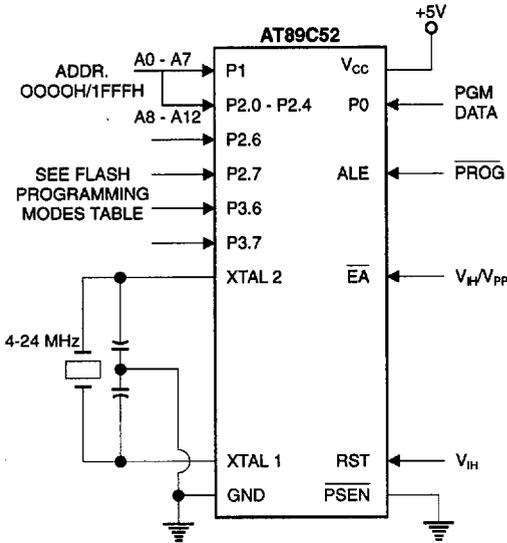 +5V
AT89C52
A0 - A7
ADDR.
OOOOH/1FFFH
P1
VCC
A8 - A12
P2.0 - P2.4
P0
PGM
DATA
P2.6
SEE FLASH
PROGRAMMING
MODES TABLE
P2.7
ALE
PROG
P3.6
P3.7
XTAL 2
EA
VIH/VPP
4-24 MHz
XTAL 1
RST
VIH
GND
PSEN